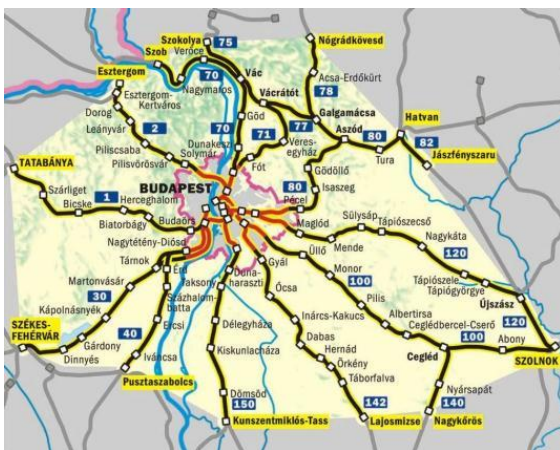 Nógrádkövesd
Szokolya
75
Szob
Verőce
Esztergom
70
Vác
Acsa-Erdőkürt
Nagymaros
78
Esztergom-
Kertváros
Vácrátót
Galgamácsa
Hatvan
Dorog
Göd
77
Aszód
Leányvár
2
70
71
Veres-
egyház
80
82
Piliscsaba
Dunakeszi
Tura
Jászfényszaru
Pilisvörösvár
Solymár
Fót
Gödöllő
TATABÁNYA
Isaszeg
Szárliget
BUDAPEST
80
Pécel
1
Herceghalom
Bicske
Maglód
Sülysáp
Tápiószecső
Biatorbágy
Budaörs
Nagykáta
Nagytétény-Diósd
Gyál
Üllő
Mende
Tárnok
Érd
Duna-
haraszti
Monor
120
Martonvásár
Taksony
100
Tápiószele
30
Százhalom-
batta
Ócsa
Pilis
Tápiógyörgye
Újszász
Kápolnásnyék
Délegyháza
Inárcs-Kakucs
Albertirsa
120
SZÉKES-
FEHÉRVÁR
Gárdony
40
Ercsi
Ceglédbercel-Cserő
100
Dinnyés
Iváncsa
Kiskunlacháza
Dabas
Cegléd
Abony
Hernád
SZOLNOK
Pusztaszabolcs
Örkény
Dömsöd
Táborfalva
Nyársapát
150
142
140
Kunszentmiklós-Tass
Lajosmizse
Nagykőrös